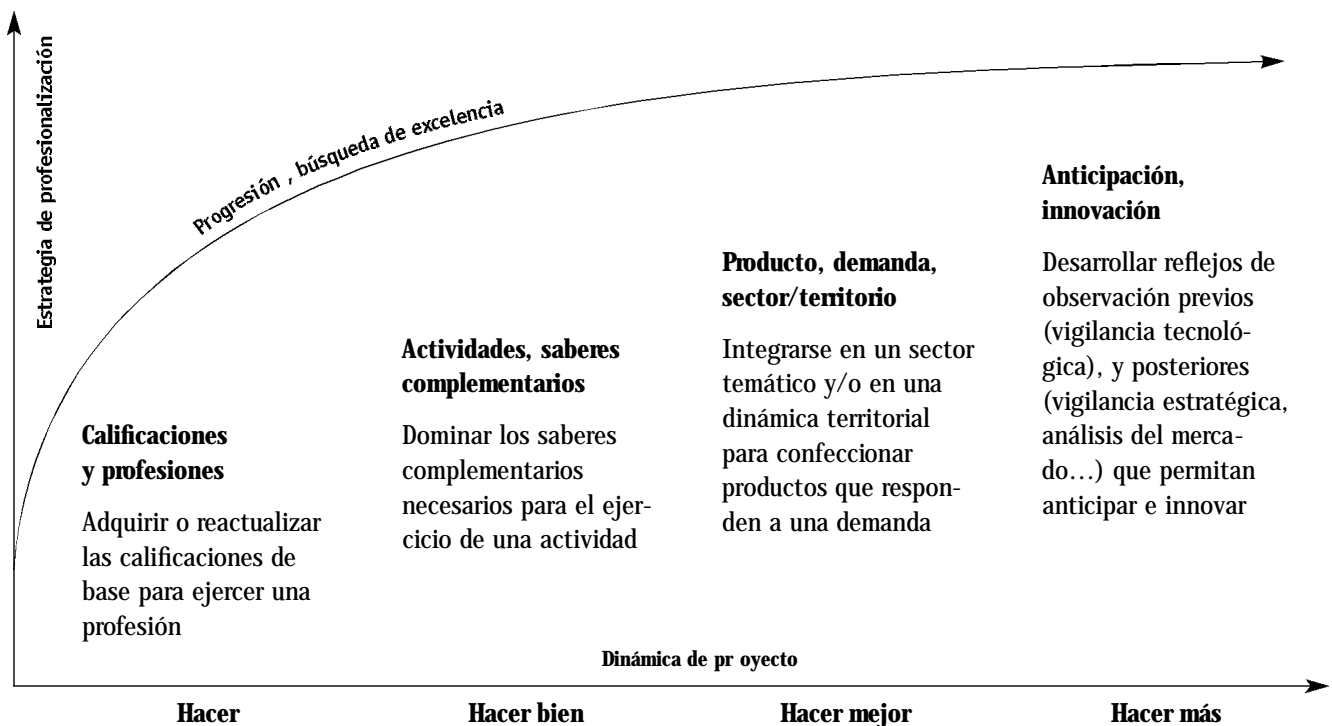 Estrategia de profesionalización
Progresión , búsqueda de excelencia
Calificaciones
y profesiones
Adquirir o reactualizar
las calificaciones de
base para ejercer una
profesión
Actividades, saberes
complementarios
Dominar los saberes
complementarios
necesarios para el ejer-
cicio de una actividad
Producto, demanda,
sector/territorio
Integrarse en un sector
temático y/o en una
dinámica territorial
para confeccionar
productos que respon-
den a una demanda
Anticipación,
innovación
Desarrollar reflejos de
observación previos
(vigilancia tecnoló-
gica), y posteriores
(vigilancia estratégica,
análisis del merca-
do…) que permitan
anticipar e innovar
Dinámica de pr oyecto
Hacer
Hacer bien
Hacer mejor
Hacer más